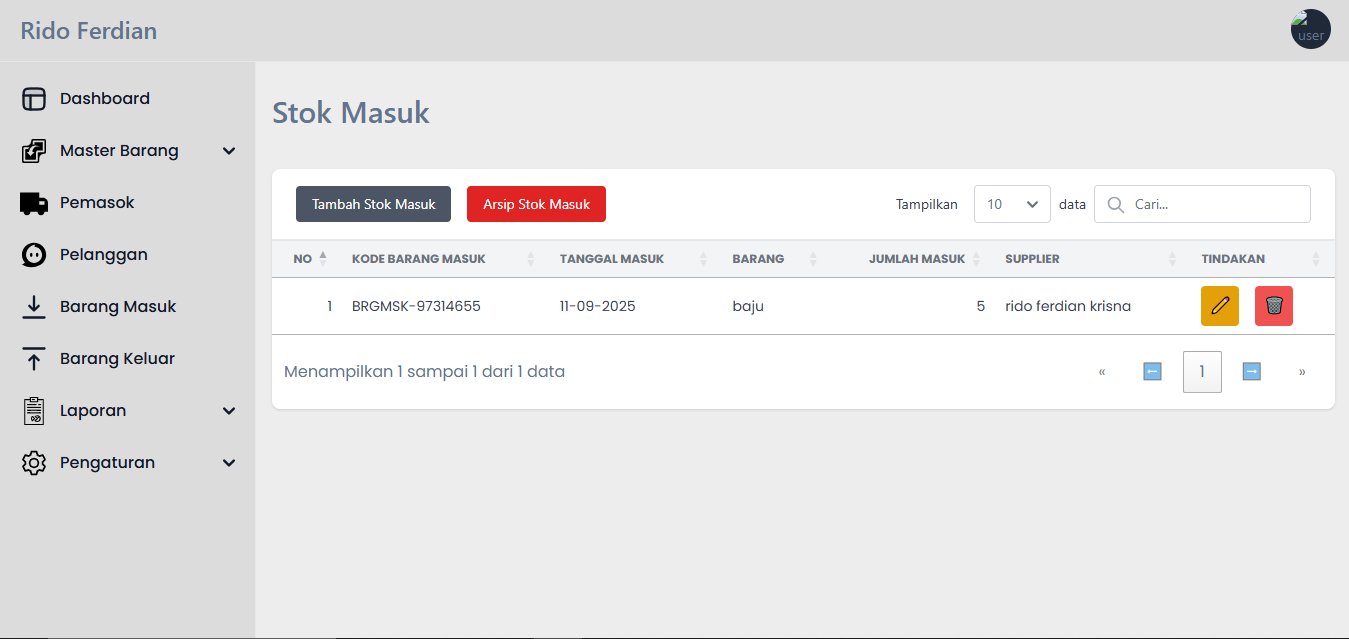 Rido Ferdian
user
Dashboard
Master Barang
Pemasok
Pelanggan
Barang Masuk
Barang Keluar
Laporan
Pengaturan
Stok Masuk
Tambah Stok Masuk Arsip Stok Masuk Tampilkan 10 data Cari...
NO KODE BARANG MASUK TANGGAL MASUK BARANG JUMLAH MASUK SUPPLIER TINDAKAN
1 BRGMSK-97314655 11-09-2025 baju 5 rido ferdian krisna
Menampilkan 1 sampai 1 dari 1 data « ← 1 → »